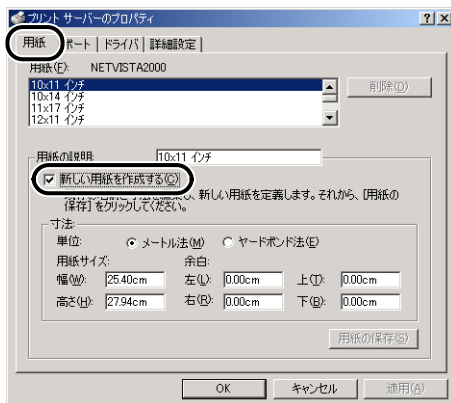 プリント サーバーのプロパティ
用紙 ポート ドライバ 詳細設定
用紙(F): NETVISTA2000
10x11 インチ
10x14 インチ
11x17 インチ
12x11 インチ
削除(D)
用紙の説明: 10x11 インチ
新しい用紙を作成する(C)
し、新しい用紙を定義します。それから、[用紙の
保存] をクリックしてください。
寸法:
単位: メートル法(M) ヤードポンド法(E)
用紙サイズ: 余白:
幅(W): 25.40cm 左(L): 0.00cm 上(T): 0.00cm
高さ(H): 27.94cm 右(R): 0.00cm 下(B): 0.00cm
用紙の保存(S)
OK キャンセル 適用(A)